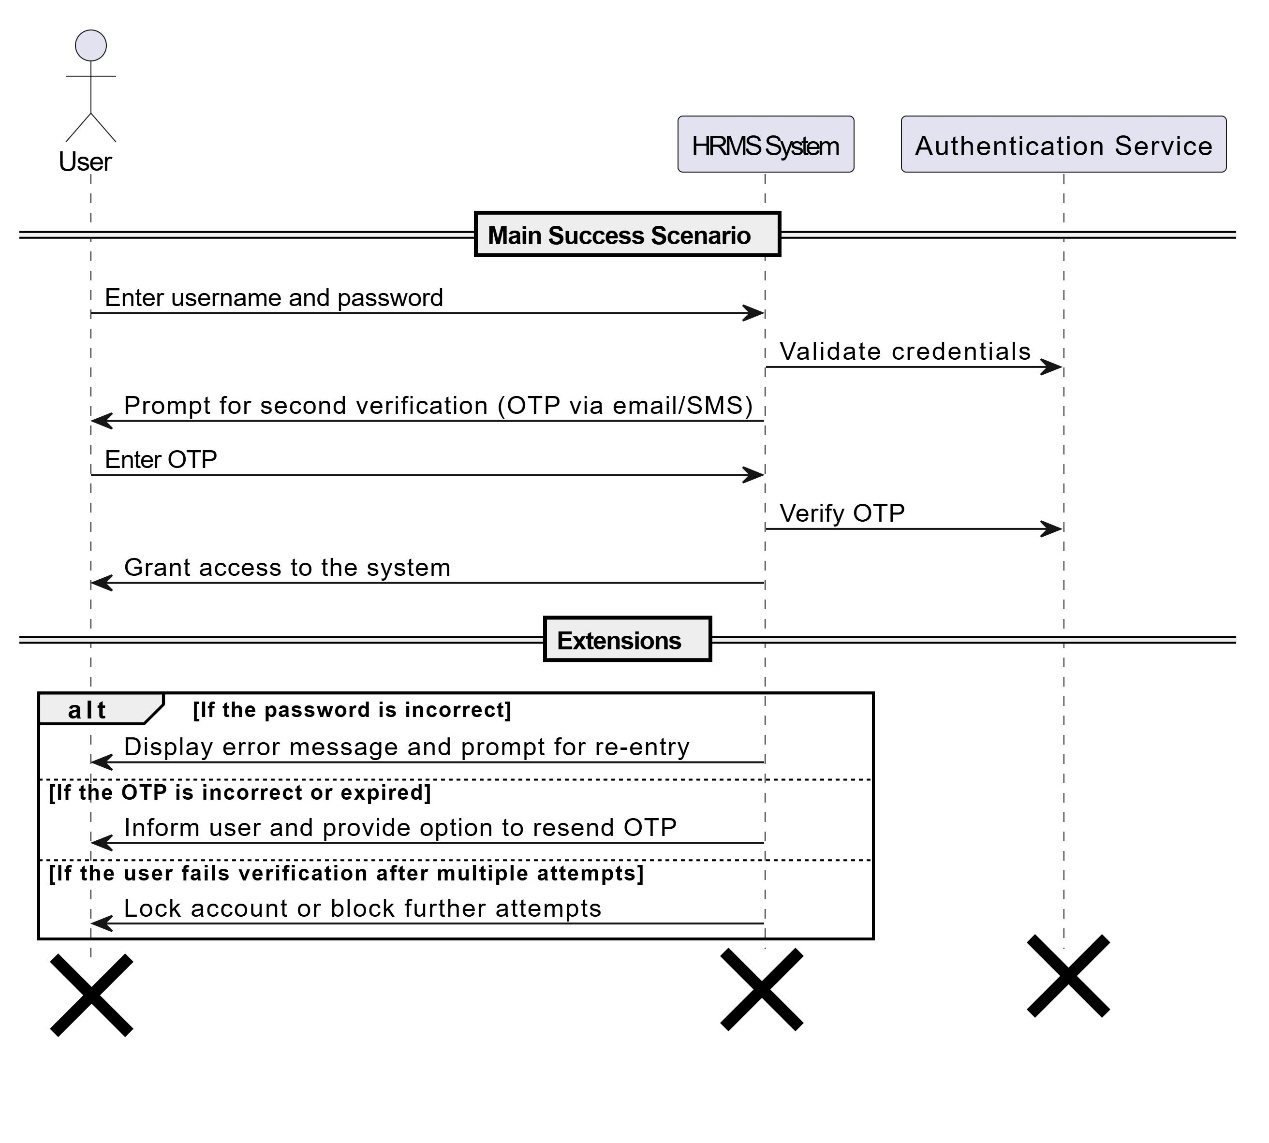 User
HRMS System
Authentication Service
Main Success Scenario
Enter username and password
Validate credentials
Prompt for second verification (OTP via email/SMS)
Enter OTP
Verify OTP
Grant access to the system
Extensions
alt [If the password is incorrect]
Display error message and prompt for re-entry
[If the OTP is incorrect or expired]
Inform user and provide option to resend OTP
[If the user fails verification after multiple attempts]
Lock account or block further attempts